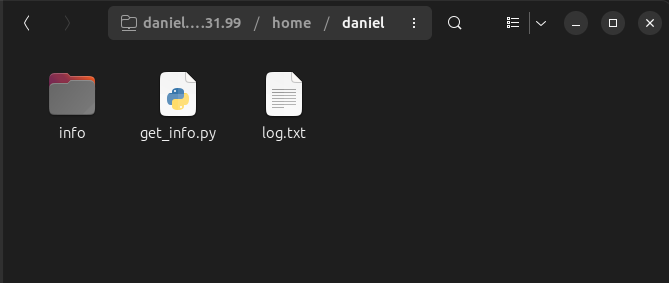 daniel....31.99 / home / daniel
info
get_info.py
log.txt